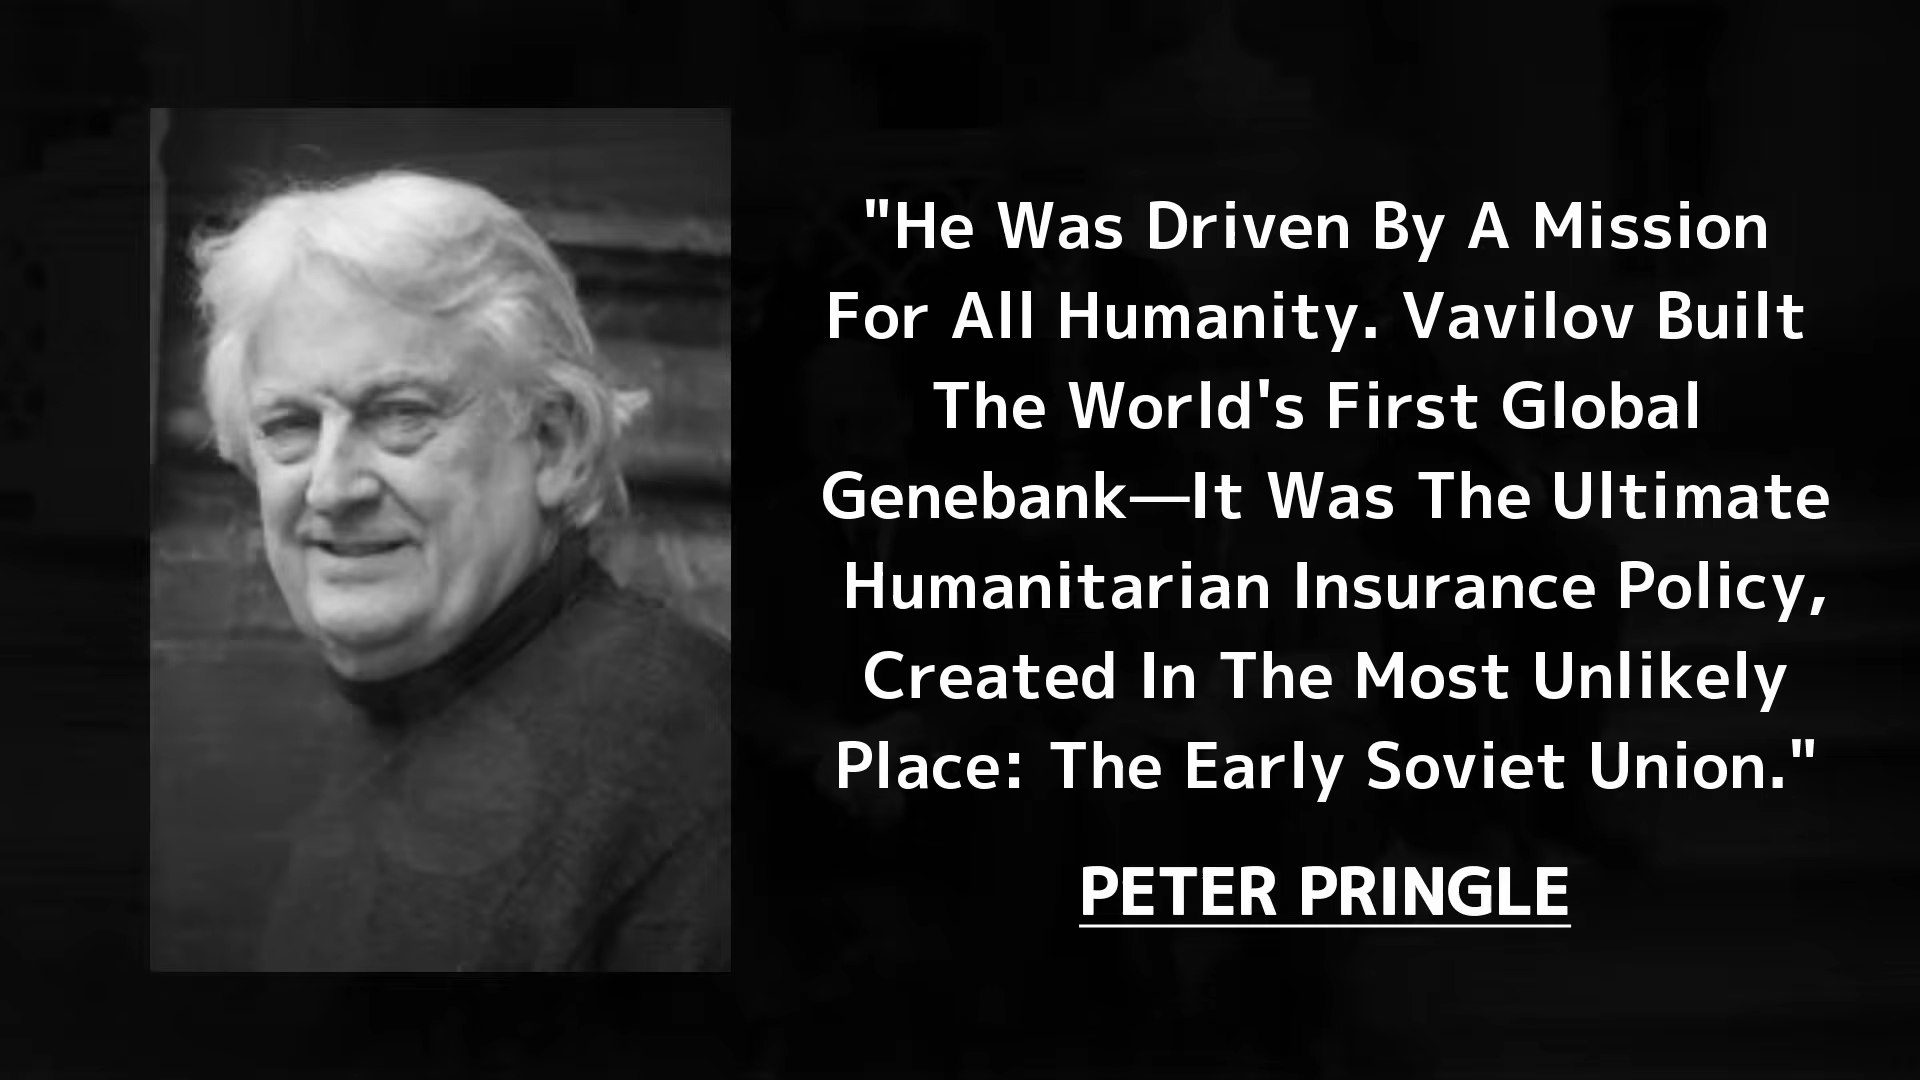 "He Was Driven By A Mission
For All Humanity. Vavilov Built
The World's First Global
Genebank—It Was The Ultimate
Humanitarian Insurance Policy,
Created In The Most Unlikely
Place: The Early Soviet Union."
PETER PRINGLE